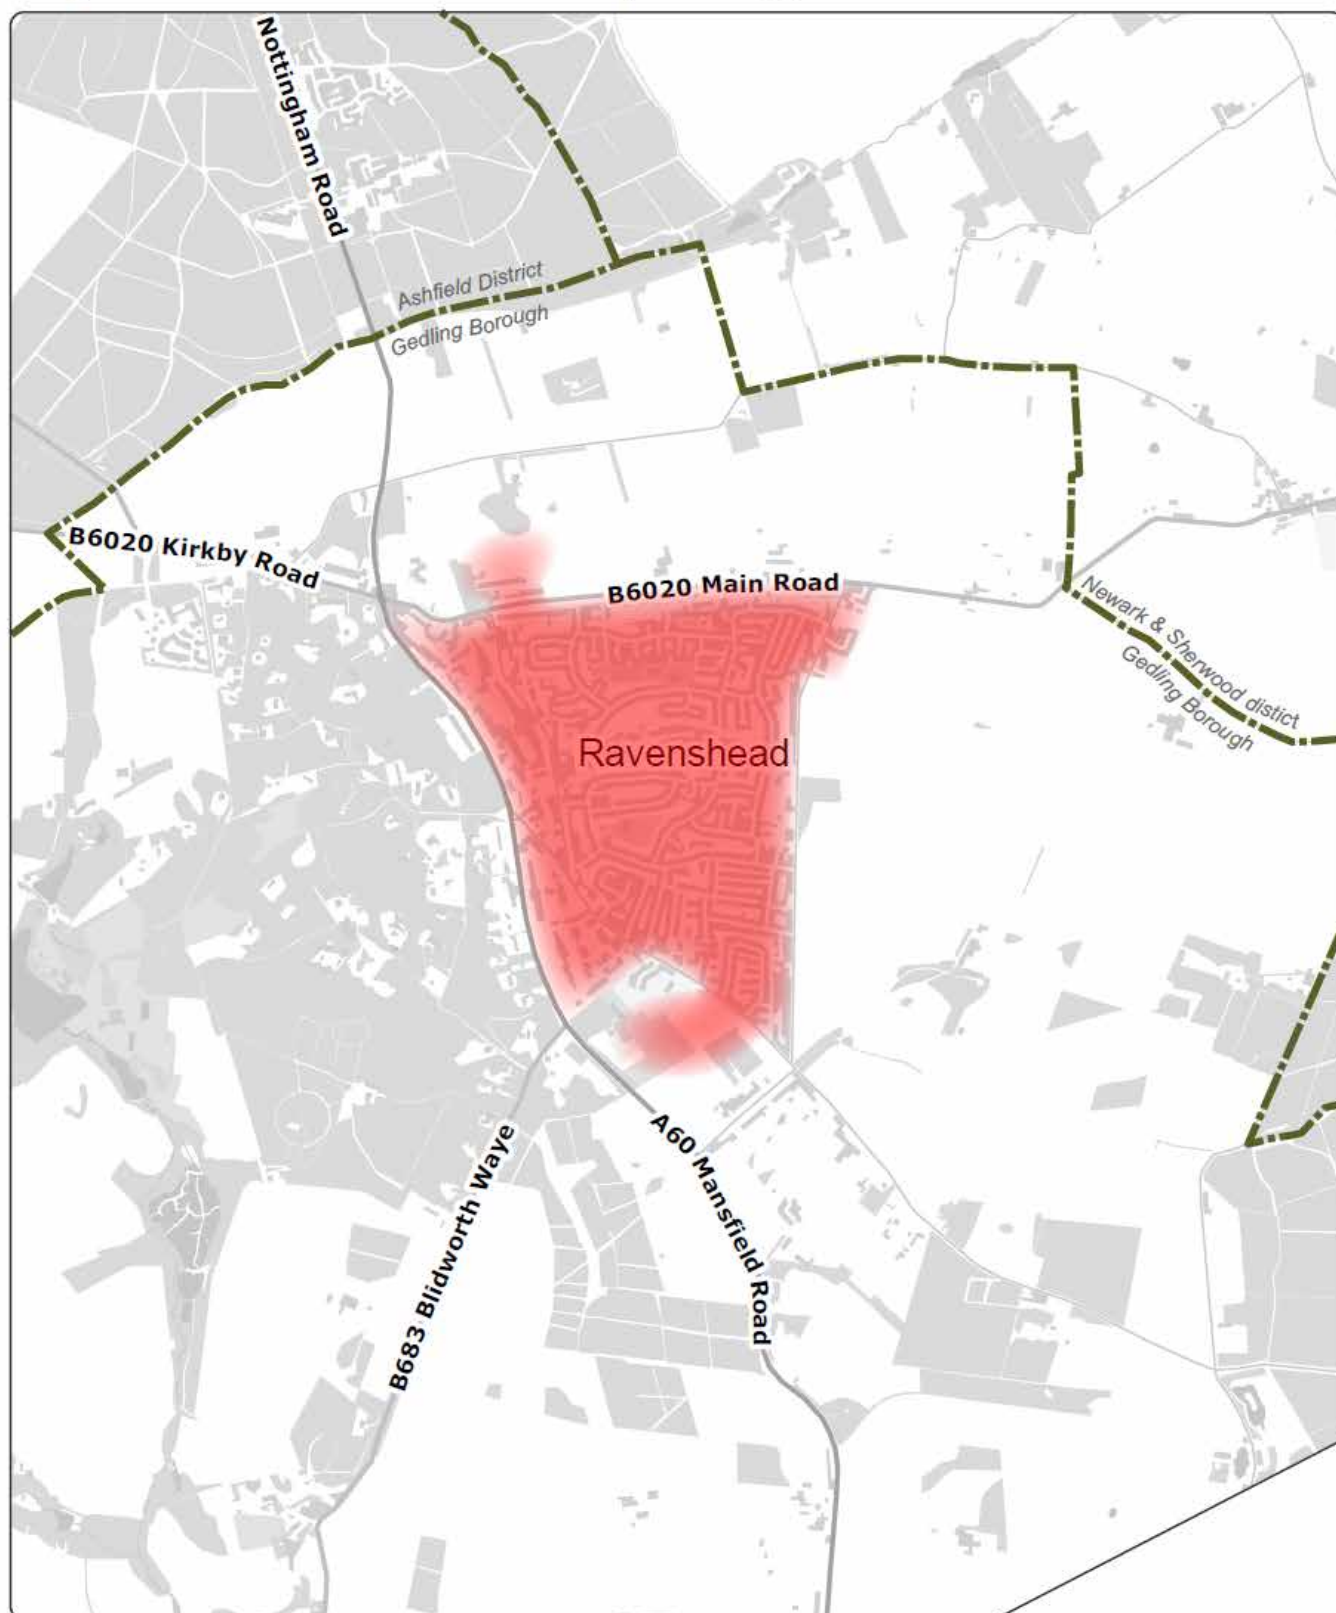 Nottingham Road
Ashfield District
Gedling Borough
B6020 Kirkby Road
B6020 Main Road
Newark & Sherwood distict
Gedling Borough
Ravenshead
A60 Mansfield Road
B683 Blidworth Waye